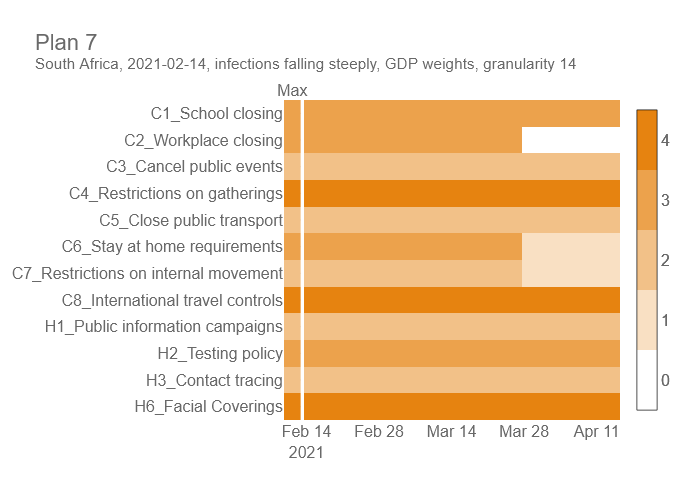 Plan 7
South Africa, 2021-02-14, infections falling steeply, GDP weights, granularity 14
Max
C1_School closing
C2_Workplace closing
C3_Cancel public events
C4_Restrictions on gatherings
C5_Close public transport
C6_Stay at home requirements
C7_Restrictions on internal movement
C8_International travel controls
H1_Public information campaigns
H2_Testing policy
H3_Contact tracing
H6_Facial Coverings
Feb 14 Feb 28 Mar 14 Mar 28 Apr 11
2021
4
3
2
1
0